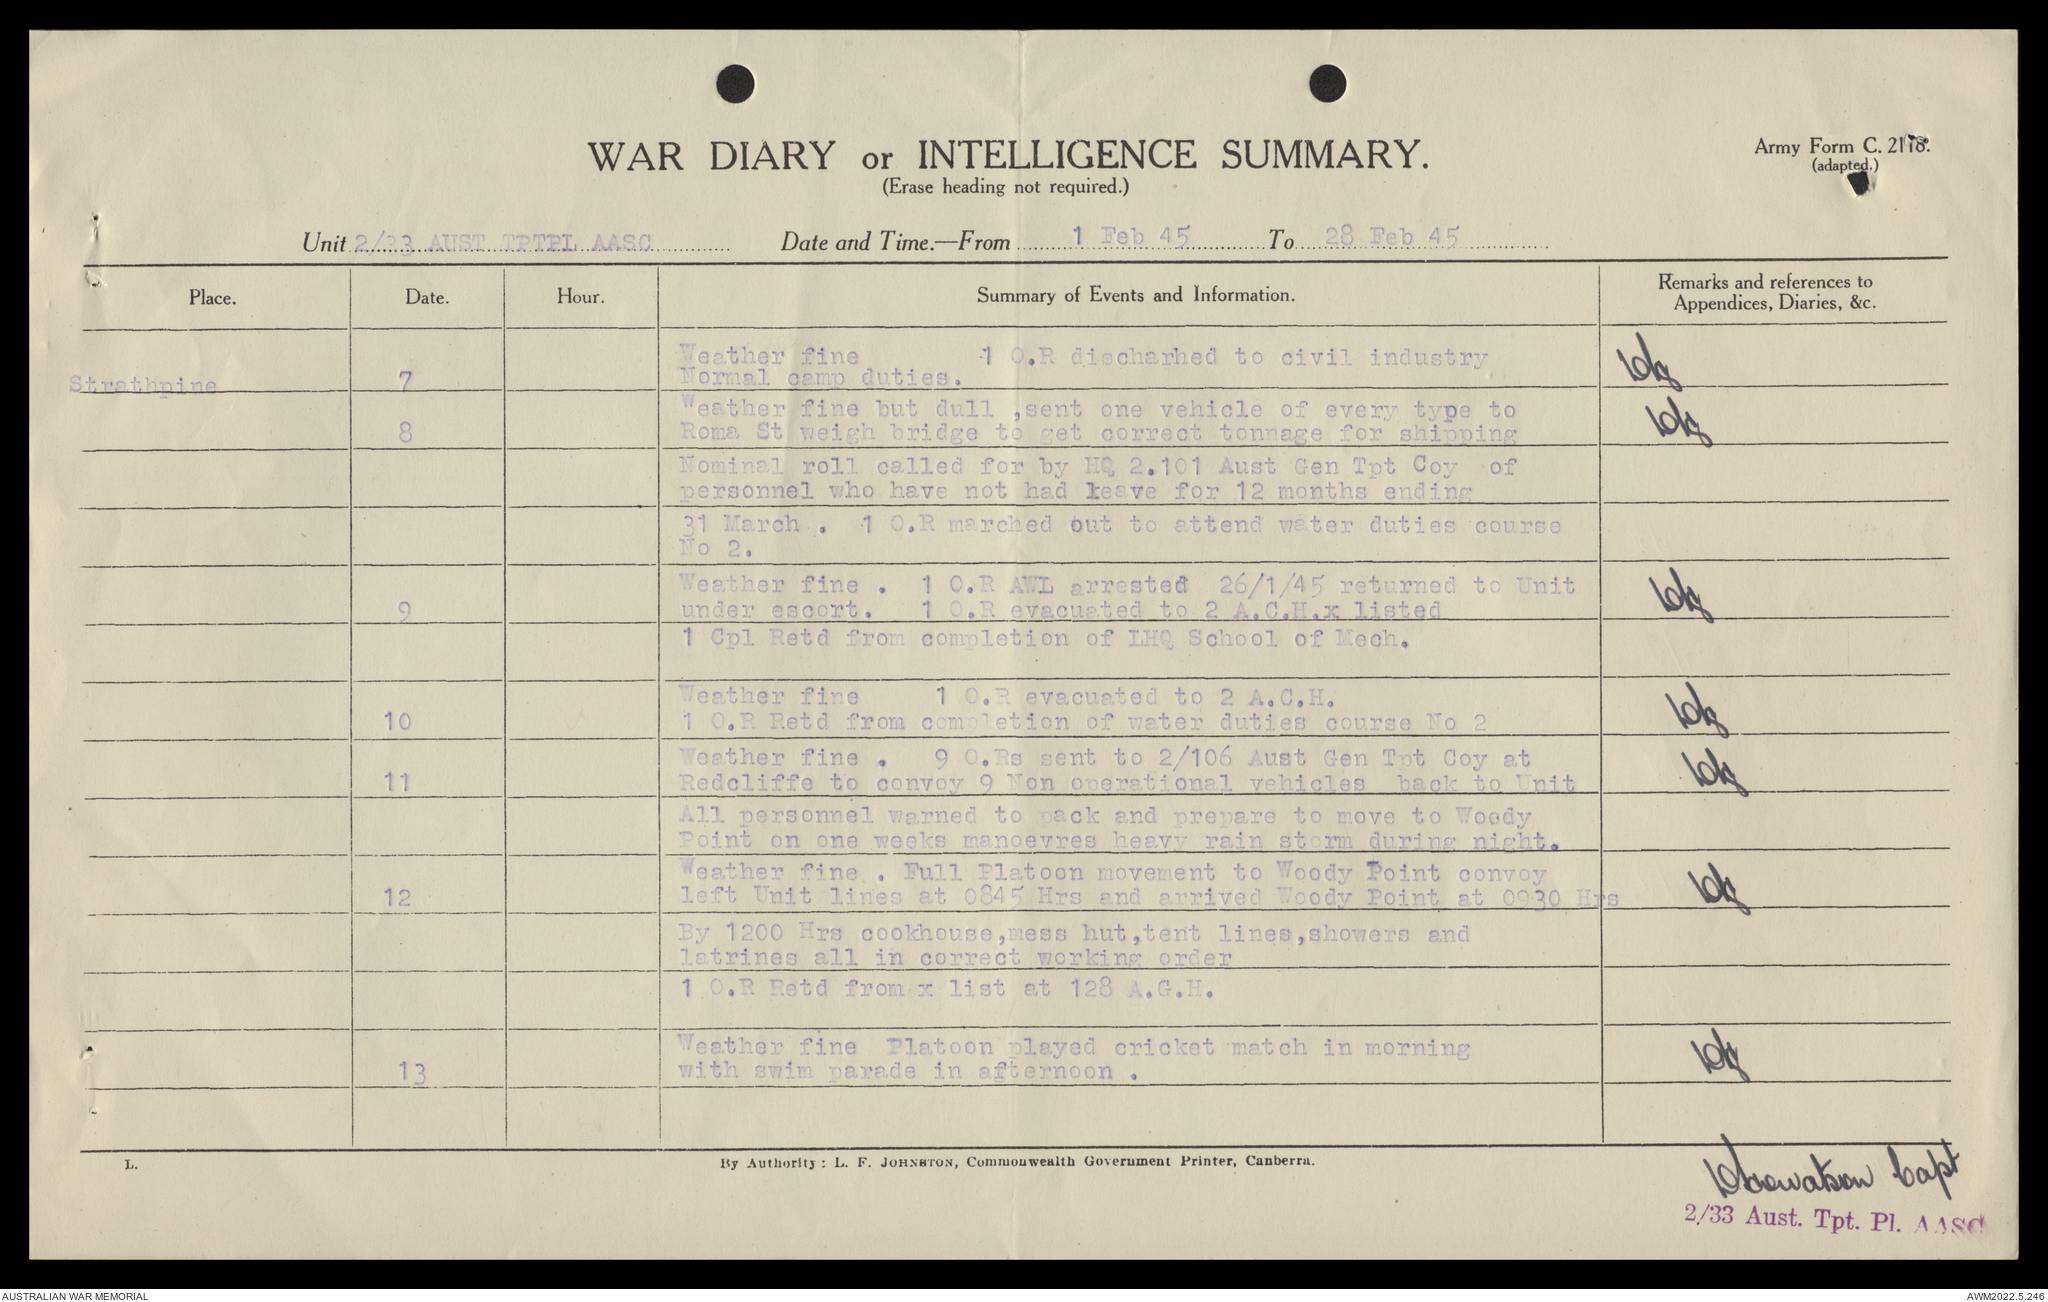 WAR DIARY or INTELLIGENCE SUMMARY.
(Erase heading not required.)
Army Form C. 2118.
(adapted.)
Unit 2/33 AUST TPTPL AASC Date and Time.—From 1 Feb 45 To 28 Feb 45
Place. Date. Hour. Summary of Events and Information. Remarks and references to
Appendices, Diaries, &c.
Weather fine 1 O.R discharhed to civil industry
Strathpine 7 Normal camp duties.
Weather fine but dull ,sent one vehicle of every type to
8 Roma St weigh bridge to get correct tonnage for shipping
Nominal roll called for by HQ 2.101 Aust Gen Tpt Coy of
personnel who have not had leave for 12 months ending
31 March . 1 O.R marched out to attend water duties course
No 2.
Weather fine . 1 O.R AWL arrested 26/1/45 returned to Unit
9 under escort. 1 O.R evacuated to 2 A.C.H.x listed
1 Cpl Retd from completion of LHQ School of Mech.
Weather fine 1 O.R evacuated to 2 A.C.H.
10 1 O.R Retd from completion of water duties course No 2
Weather fine . 9 O.Rs sent to 2/106 Aust Gen Tpt Coy at
11 Redcliffe to convoy 9 Non operational vehicles back to Unit
All personnel warned to pack and prepare to move to Woody
Point on one weeks manoevres heavy rain storm during night.
Weather fine . Full Platoon movement to Woody Point convoy
12 left Unit lines at 0845 Hrs and arrived Woody Point at 0930 Hrs
By 1200 Hrs cookhouse,mess hut,tent lines,showers and
latrines all in correct working order
1 O.R Retd from x list at 128 A.G.H.
Weather fine Platoon played cricket match in morning
13 with swim parade in afternoon .
L. By Authority: L. F. JOHNSTON, Commonwealth Government Printer, Canberra.
Capt
2/33 Aust. Tpt. Pl. AASC
AUSTRALIAN WAR MEMORIAL AWM2022.5.246